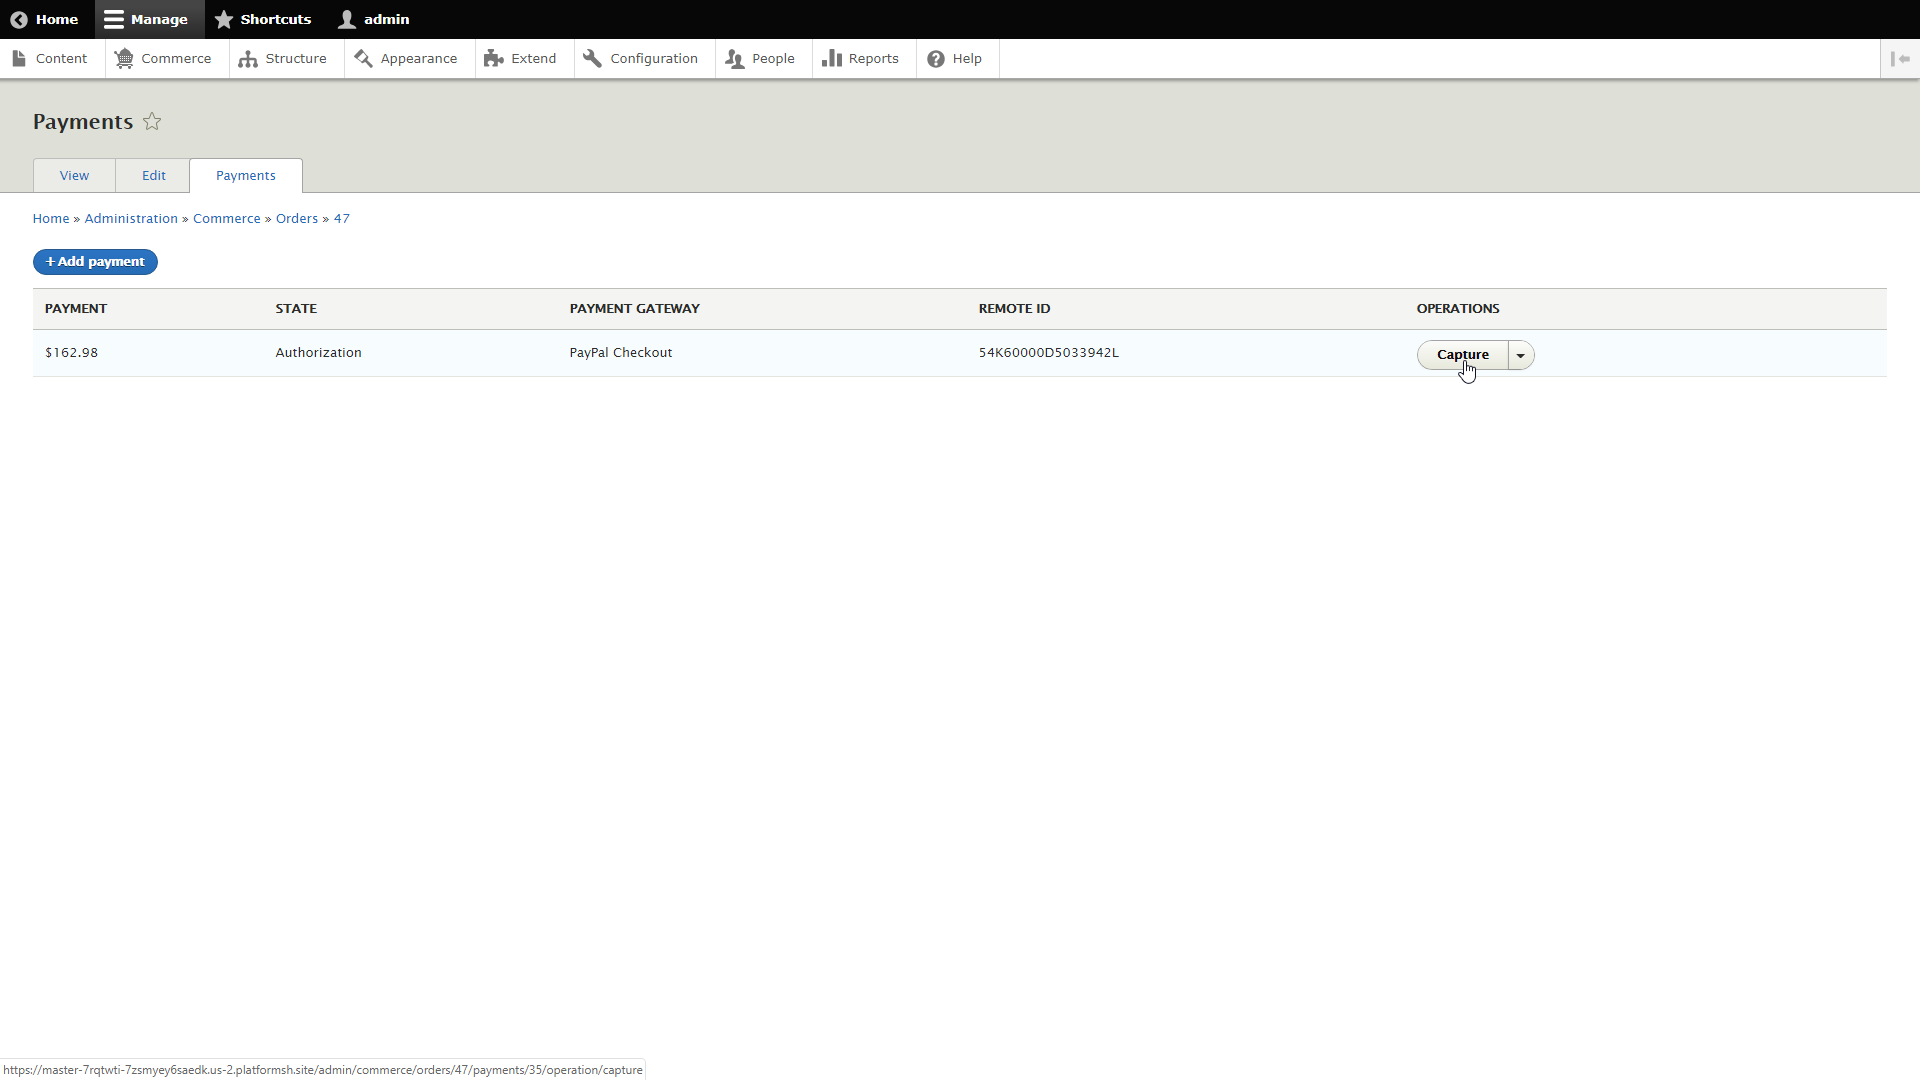 Home Manage Shortcuts admin
Content Commerce Structure Appearance Extend Configuration People Reports Help
Payments
View Edit Payments
Home » Administration » Commerce » Orders » 47
+ Add payment
PAYMENT STATE PAYMENT GATEWAY REMOTE ID OPERATIONS
$162.98 Authorization PayPal Checkout 54K60000D5033942L Capture
https://master-7rqtwti-7zsmyey6saedk.us-2.platformsh.site/admin/commerce/orders/47/payments/35/operation/capture